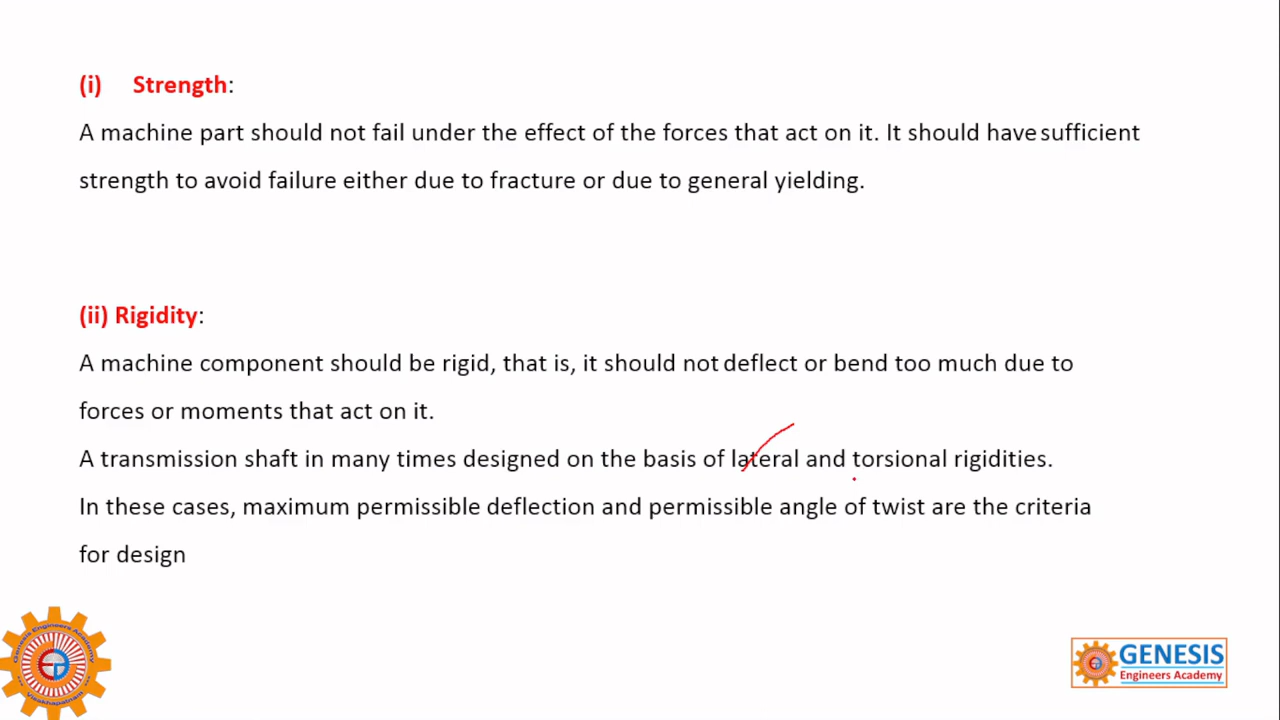 (i) Strength:
A machine part should not fail under the effect of the forces that act on it. It should have sufficient
strength to avoid failure either due to fracture or due to general yielding.
(ii) Rigidity:
A machine component should be rigid, that is, it should not deflect or bend too much due to
forces or moments that act on it.
A transmission shaft in many times designed on the basis of lateral and torsional rigidities.
In these cases, maximum permissible deflection and permissible angle of twist are the criteria
for design
Genesis Engineers Academy
Visakhapatnam
GENESIS
Engineers Academy